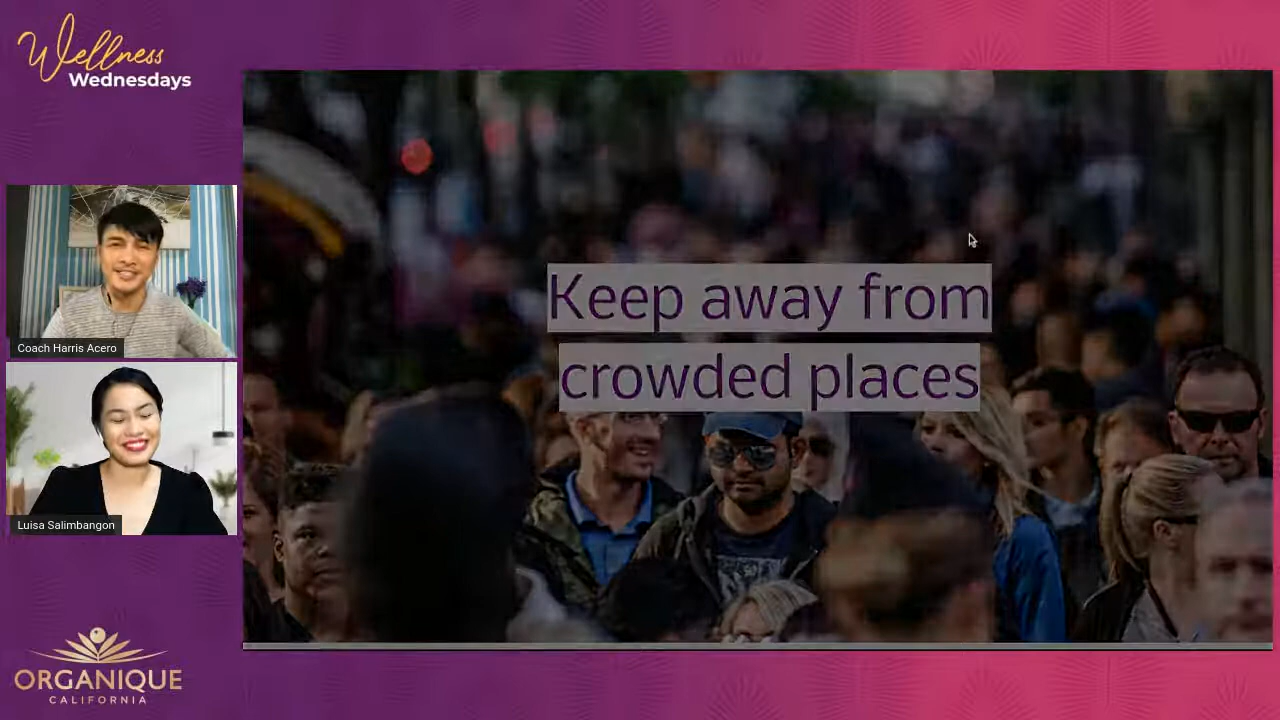 Wellness
Wednesdays
Keep away from
crowded places
Coach Harris Acero
Luisa Salimbangon
ORGANIQUE
CALIFORNIA